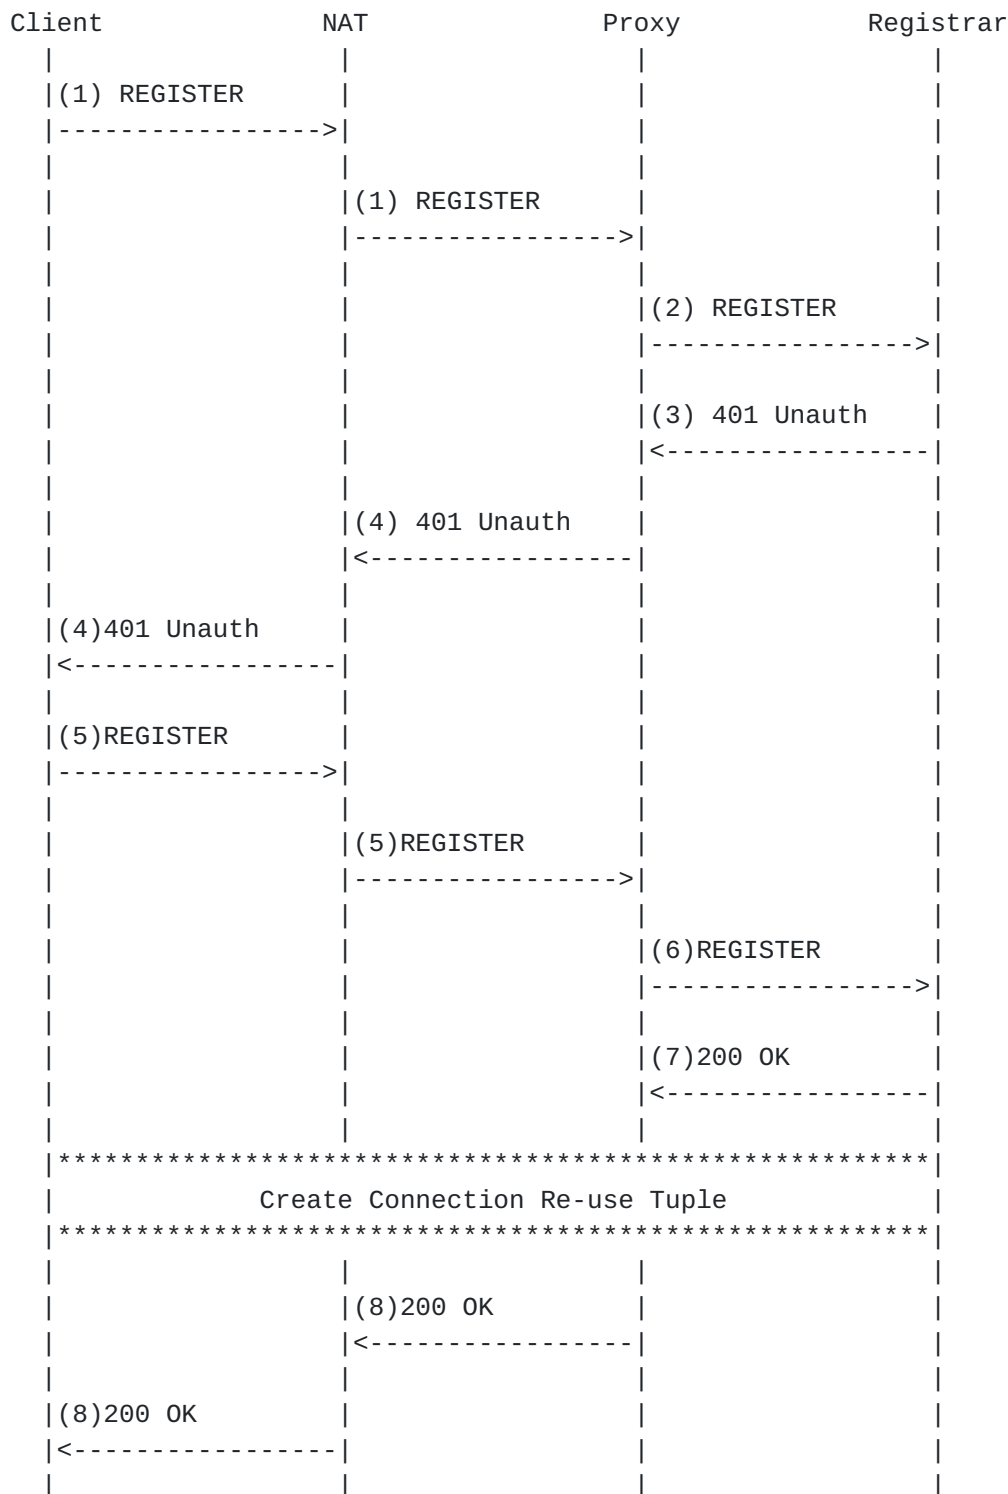 Client              NAT               Proxy            Registrar
  |                  |                  |                  |
  |(1) REGISTER      |                  |                  |
  |----------------->|                  |                  |
  |                  |                  |                  |
  |                  |(1) REGISTER      |                  |
  |                  |----------------->|                  |
  |                  |                  |                  |
  |                  |                  |(2) REGISTER      |
  |                  |                  |----------------->|
  |                  |                  |                  |
  |                  |                  |(3) 401 Unauth    |
  |                  |                  |<-----------------|
  |                  |                  |                  |
  |                  |(4) 401 Unauth    |                  |
  |                  |<-----------------|                  |
  |                  |                  |                  |
  |(4)401 Unauth     |                  |                  |
  |<-----------------|                  |                  |
  |                  |                  |                  |
  |(5)REGISTER       |                  |                  |
  |----------------->|                  |                  |
  |                  |                  |                  |
  |                  |(5)REGISTER       |                  |
  |                  |----------------->|                  |
  |                  |                  |                  |
  |                  |                  |(6)REGISTER       |
  |                  |                  |----------------->|
  |                  |                  |                  |
  |                  |                  |(7)200 OK         |
  |                  |                  |<-----------------|
  |                  |                  |                  |
  |********************************************************|
  |             Create Connection Re-use Tuple             |
  |********************************************************|
  |                  |                  |                  |
  |                  |(8)200 OK         |                  |
  |                  |<-----------------|                  |
  |                  |                  |                  |
  |(8)200 OK         |                  |                  |
  |<-----------------|                  |                  |
  |                  |                  |                  |